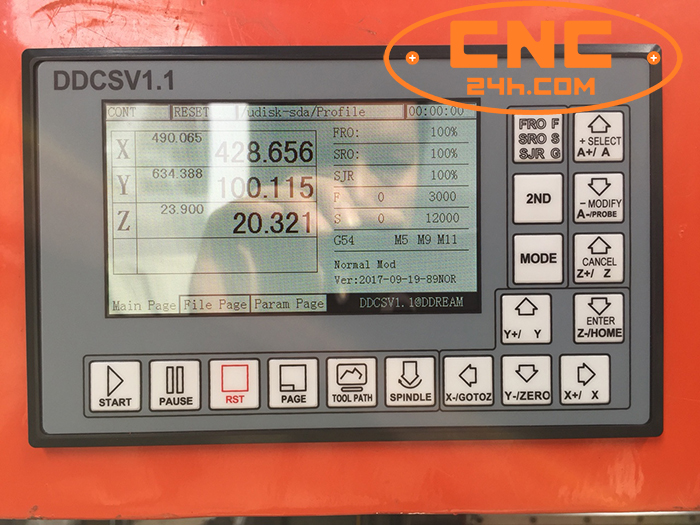 CNC
24h.COM
DDCSV1.1
CONT RESET /udisk-sda/Profile 00:00:00
X 490.065 428.656
Y 634.388 100.115
Z 23.900 20.321
FRO: 100%
SRO: 100%
SJR 100%
F 0 3000
S 0 12000
G54 M5 M9 M11
Normal Mod
Ver:2017-09-19-89NOR
Main Page File Page Param Page DDCSV1.1@DDREAM
FRO F
SRO S
SJR G
+ SELECT
A+/ A
2ND
- MODIFY
A-/PROBE
MODE
CANCEL
Z+/ Z
Y+/ Y
ENTER
Z-/HOME
START
PAUSE
RST
PAGE
TOOL PATH
SPINDLE
X-/GOTOZ
Y-/ZERO
X+/ X